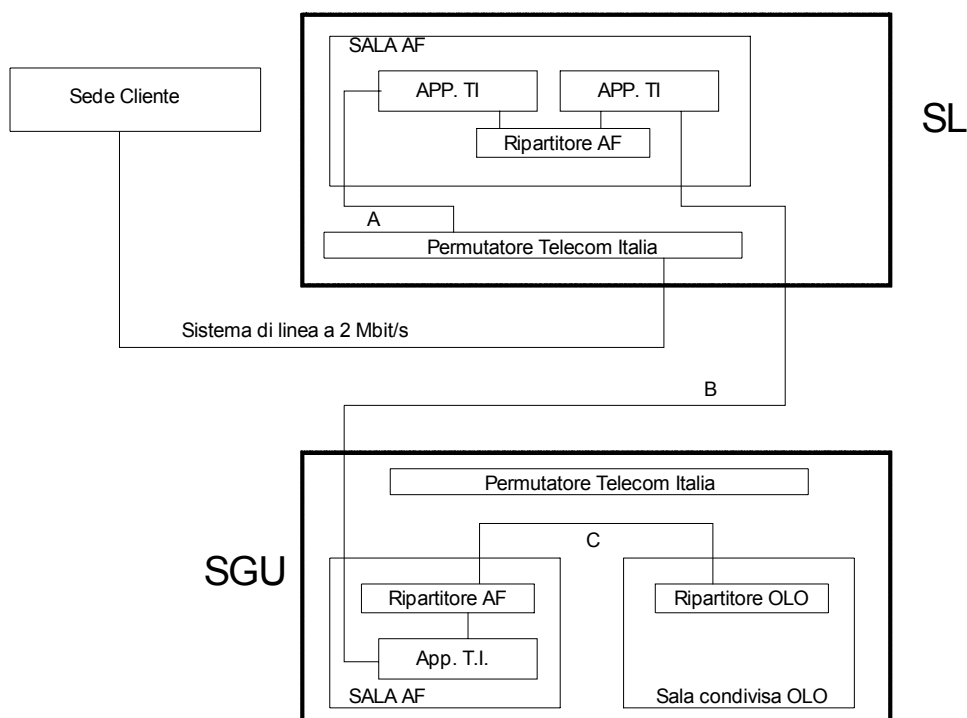 SALA AF
Sede Cliente
APP. TI
APP. TI
SL
Ripartitore AF
A
Permutatore Telecom Italia
Sistema di linea a 2 Mbit/s
B
Permutatore Telecom Italia
C
SGU
Ripartitore AF
Ripartitore OLO
App. T.I.
SALA AF
Sala condivisa OLO